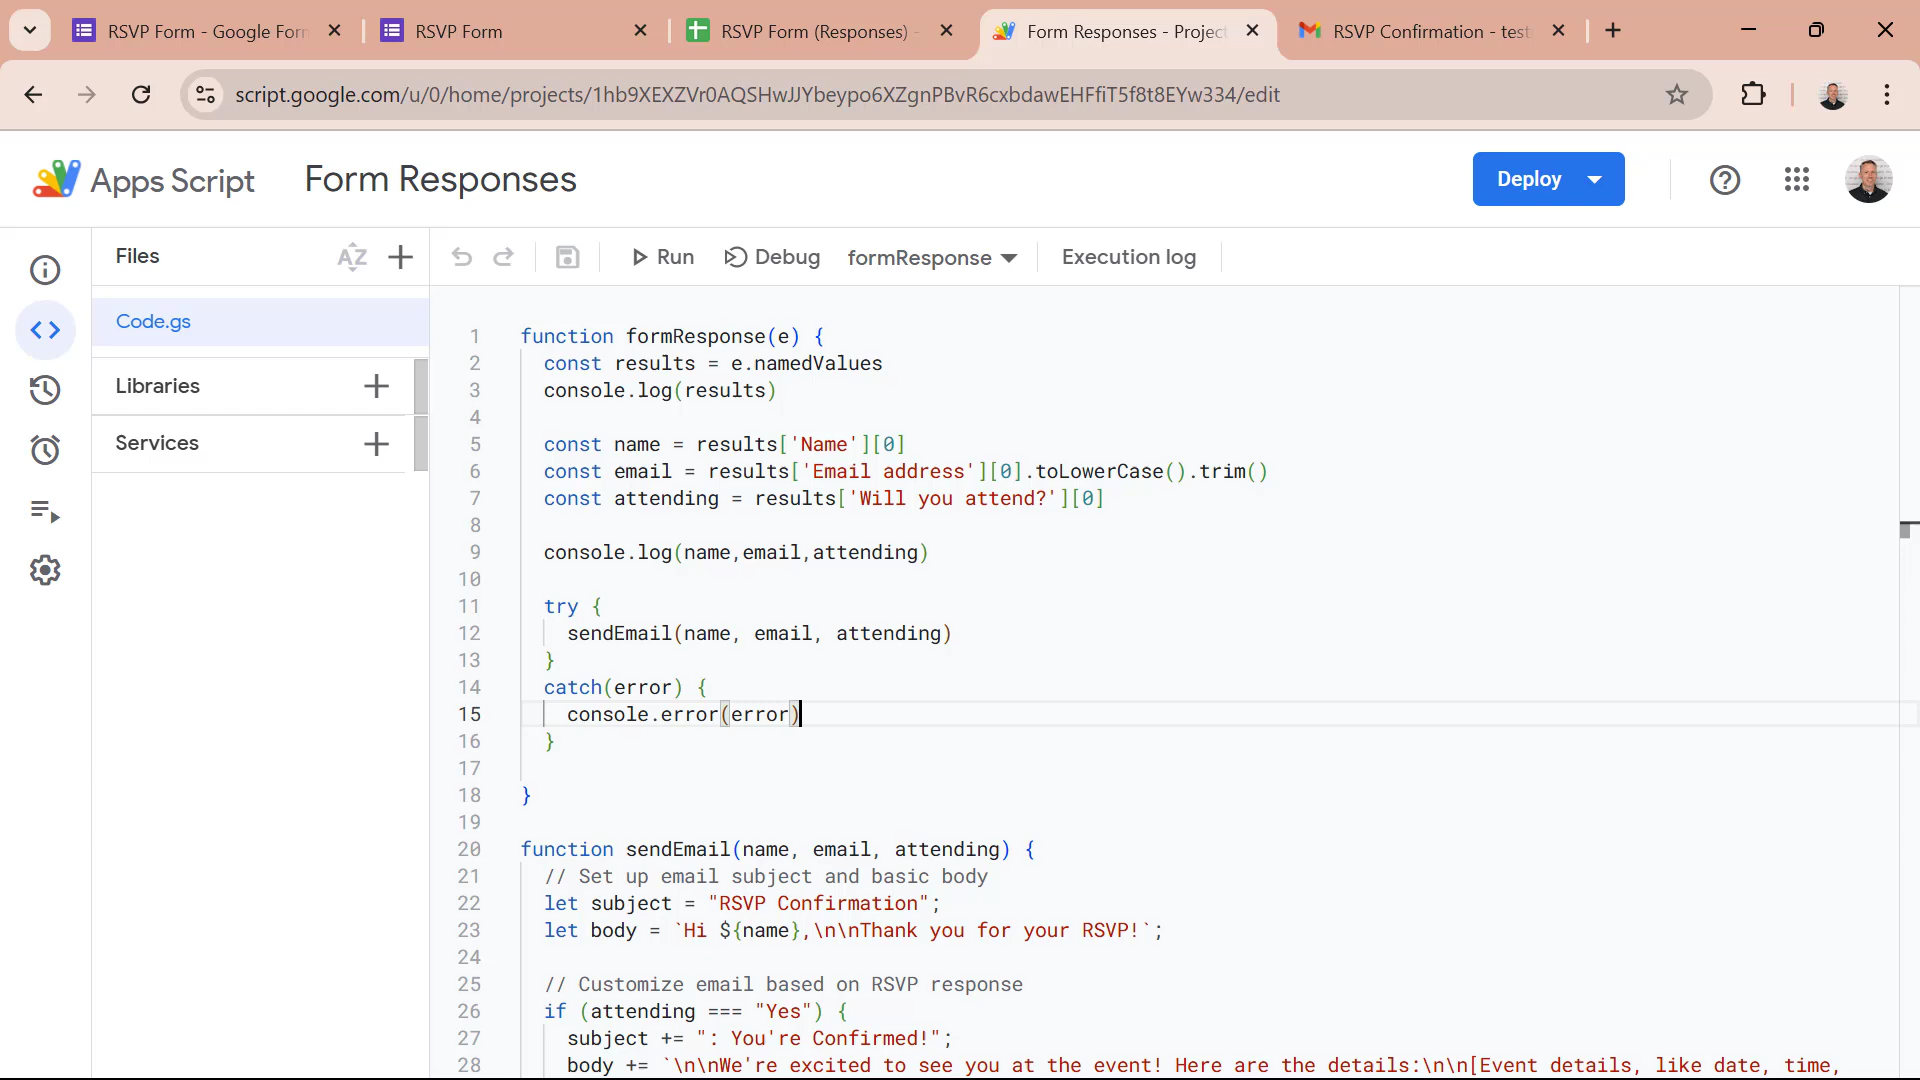 RSVP Form - Google For
RSVP Form
RSVP Form (Responses) -
Form Responses - Project
RSVP Confirmation - test
script.google.com/u/0/home/projects/1hb9XEXZVr0AQSHwJJYbeypo6XZgnPBvR6cxbdawEHFfiT5f8t8EYw334/edit
Apps Script
Form Responses
Deploy
Files
AZ
Run
Debug
formResponse
Execution log
Code.gs
Libraries
Services
1 function formResponse(e) {
2 const results = e.namedValues
3 console.log(results)
4
5 const name = results['Name'][0]
6 const email = results['Email address'][0].toLowerCase().trim()
7 const attending = results['Will you attend?'][0]
8
9 console.log(name,email,attending)
10
11 try {
12 sendEmail(name, email, attending)
13 }
14 catch(error) {
15 console.error(error)
16 }
17
18 }
19
20 function sendEmail(name, email, attending) {
21 // Set up email subject and basic body
22 let subject = "RSVP Confirmation";
23 let body = `Hi ${name},\n\nThank you for your RSVP!`;
24
25 // Customize email based on RSVP response
26 if (attending === "Yes") {
27 subject += ": You're Confirmed!";
28 body += `\n\nWe're excited to see you at the event! Here are the details:\n\n[Event details, like date, time,